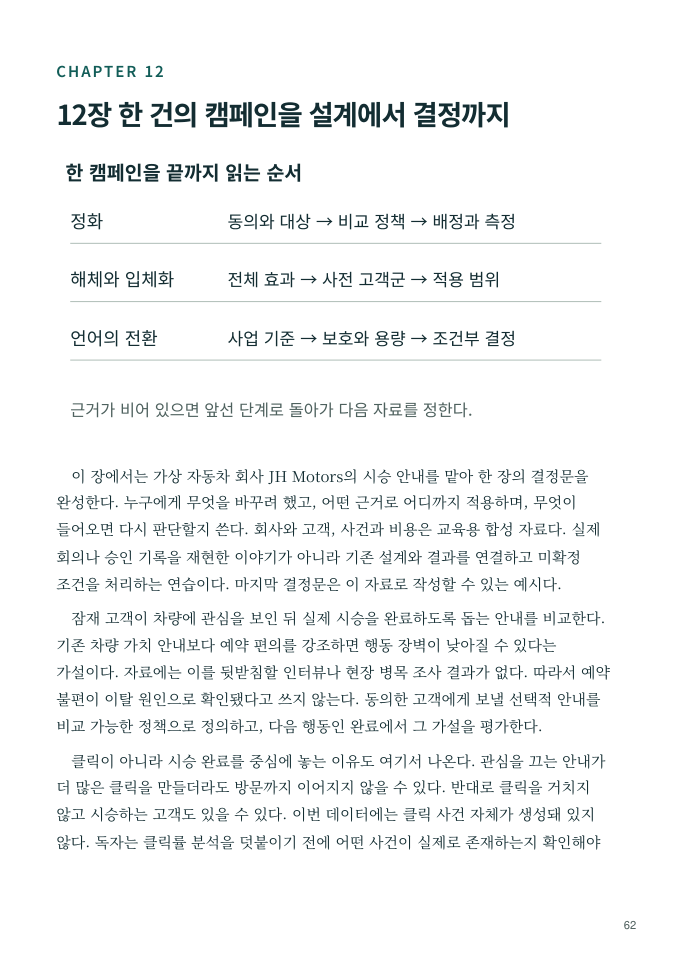 CHAPTER 12
12장 한 건의 캠페인을 설계에서 결정까지
한 캠페인을 끝까지 읽는 순서
정화 동의와 대상 → 비교 정책 → 배정과 측정
해체와 입체화 전체 효과 → 사전 고객군 → 적용 범위
언어의 전환 사업 기준 → 보호와 용량 → 조건부 결정
근거가 비어 있으면 앞선 단계로 돌아가 다음 자료를 정한다.
이 장에서는 가상 자동차 회사 JH Motors의 시승 안내를 맡아 한 장의 결정문을
완성한다. 누구에게 무엇을 바꾸려 했고, 어떤 근거로 어디까지 적용하며, 무엇이
들어오면 다시 판단할지 쓴다. 회사와 고객, 사건과 비용은 교육용 합성 자료다. 실제
회의나 승인 기록을 재현한 이야기가 아니라 기존 설계와 결과를 연결하고 미확정
조건을 처리하는 연습이다. 마지막 결정문은 이 자료로 작성할 수 있는 예시다.
잠재 고객이 차량에 관심을 보인 뒤 실제 시승을 완료하도록 돕는 안내를 비교한다.
기존 차량 가치 안내보다 예약 편의를 강조하면 행동 장벽이 낮아질 수 있다는
가설이다. 자료에는 이를 뒷받침할 인터뷰나 현장 병목 조사 결과가 없다. 따라서 예약
불편이 이탈 원인으로 확인됐다고 쓰지 않는다. 동의한 고객에게 보낼 선택적 안내를
비교 가능한 정책으로 정의하고, 다음 행동인 완료에서 그 가설을 평가한다.
클릭이 아니라 시승 완료를 중심에 놓는 이유도 여기서 나온다. 관심을 끄는 안내가
더 많은 클릭을 만들더라도 방문까지 이어지지 않을 수 있다. 반대로 클릭을 거치지
않고 시승하는 고객도 있을 수 있다. 이번 데이터에는 클릭 사건 자체가 생성돼 있지
않다. 독자는 클릭률 분석을 덧붙이기 전에 어떤 사건이 실제로 존재하는지 확인해야
62